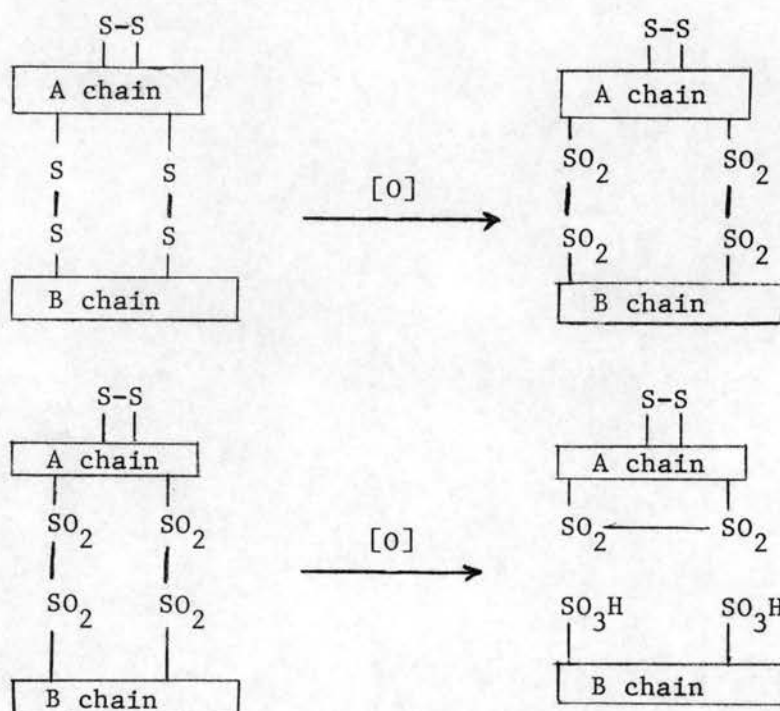 S-S S-S
A chain A chain
S S SO2 SO2
[O]
S S SO2 SO2
B chain B chain
S-S S-S
A chain A chain
SO2 SO2 SO2 SO2
[O]
SO2 SO2 SO3H SO3H
B chain B chain